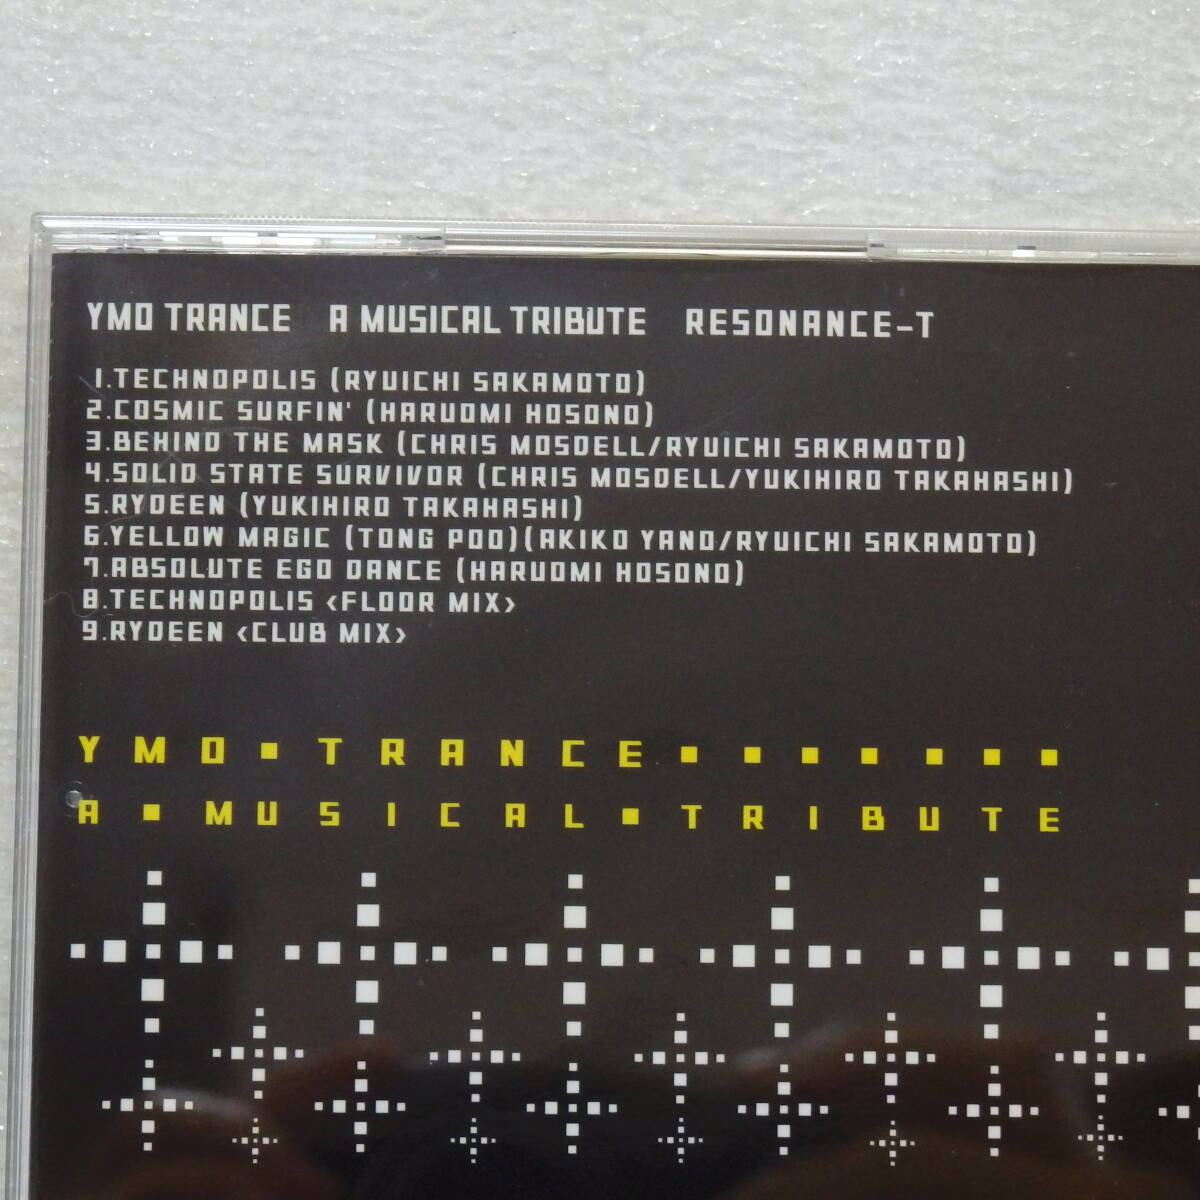 YMO TRANCE A MUSICAL TRIBUTE RESONANCE-T
1.TECHNOPOLIS (RYUICHI SAKAMOTO)
2.COSMIC SURFIN' (HARUOMI HOSONO)
3.BEHIND THE MASK (CHRIS MOSDELL/RYUICHI SAKAMOTO)
4.SOLID STATE SURVIVOR (CHRIS MOSDELL/YUKIHIRO TAKAHASHI)
5.RYDEEN (YUKIHIRO TAKAHASHI)
6.YELLOW MAGIC (TONG POO)(AKIKO YANO/RYUICHI SAKAMOTO)
7.ABSOLUTE EGO DANCE (HARUOMI HOSONO)
8.TECHNOPOLIS <FLOOR MIX>
9.RYDEEN <CLUB MIX>
YMO■TRANCE■■■■■■■
A■MUSICAL■TRIBUTE